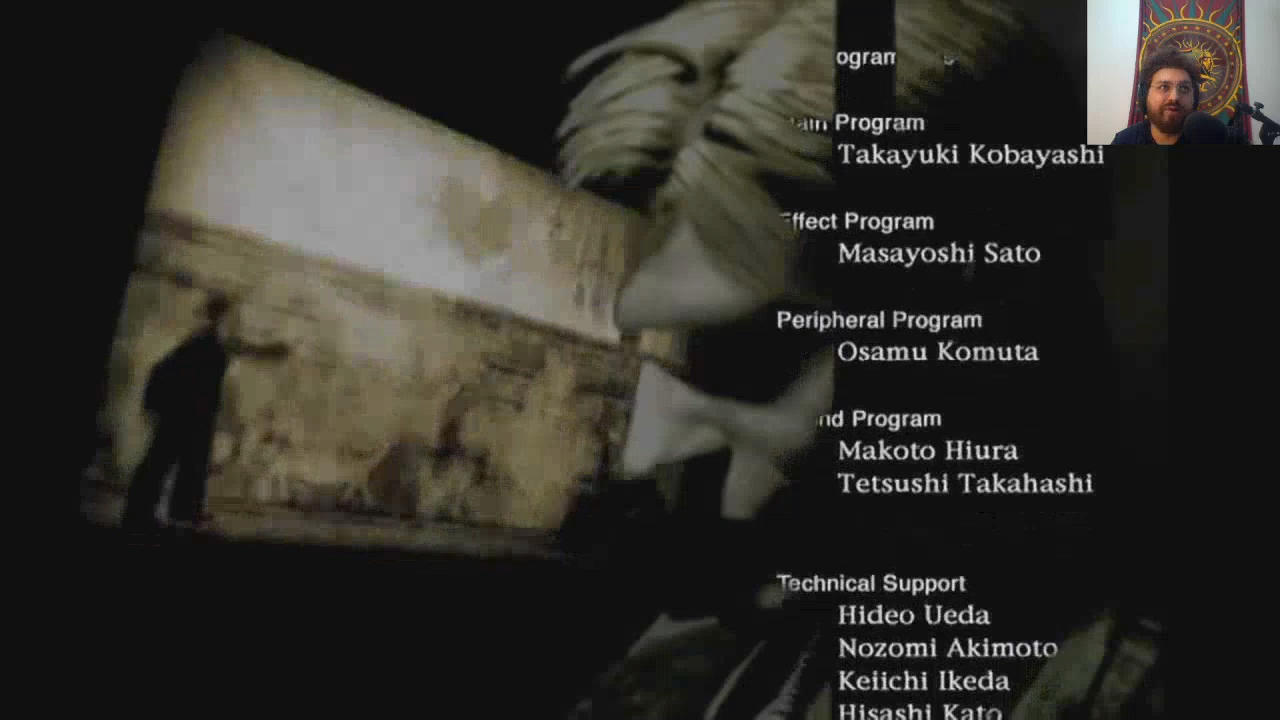 Program
Takayuki Kobayashi
Effect Program
Masayoshi Sato
Peripheral Program
Osamu Komuta
Program
Makoto Hiura
Tetsushi Takahashi
Technical Support
Hideo Ueda
Nozomi Akimoto
Keiichi Ikeda
Hisashi Kato